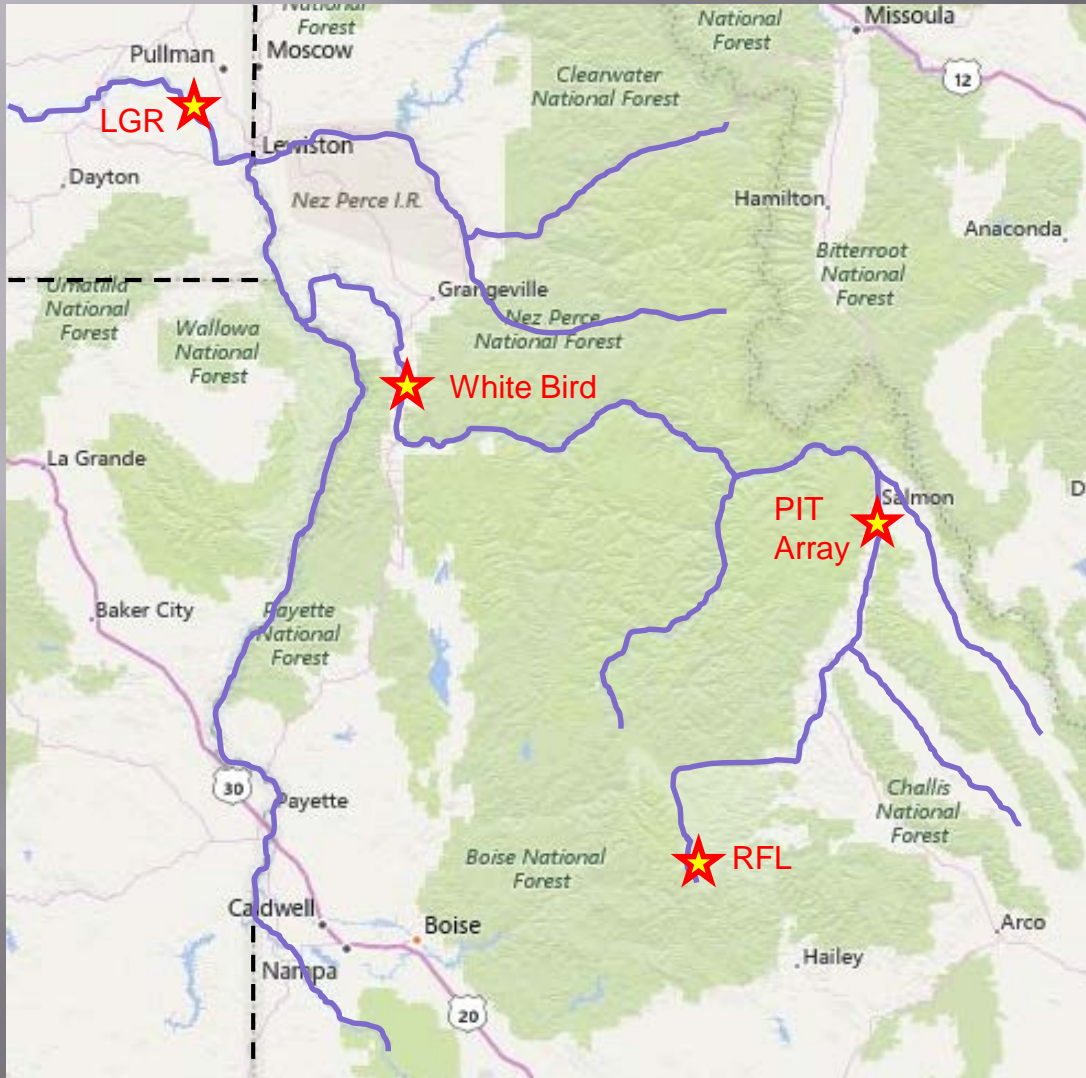 National
Forest
Pullman
Moscow
National
Forest
Missoula
12
Clearwater
National Forest
LGR
Lewiston
Dayton
Nez Perce I.R.
Hamilton
Anaconda
Bitterroot
National
Forest
Umatilla
National
Forest
Grangeville
Nez Perce
National Forest
Wallowa
National
Forest
White Bird
La Grande
Salmon
D
PIT
Array
Baker City
Payette
National
Forest
30
Payette
Challis
National
Forest
Boise National
Forest
RFL
Caldwell
Boise
Arco
Nampa
Hailey
20